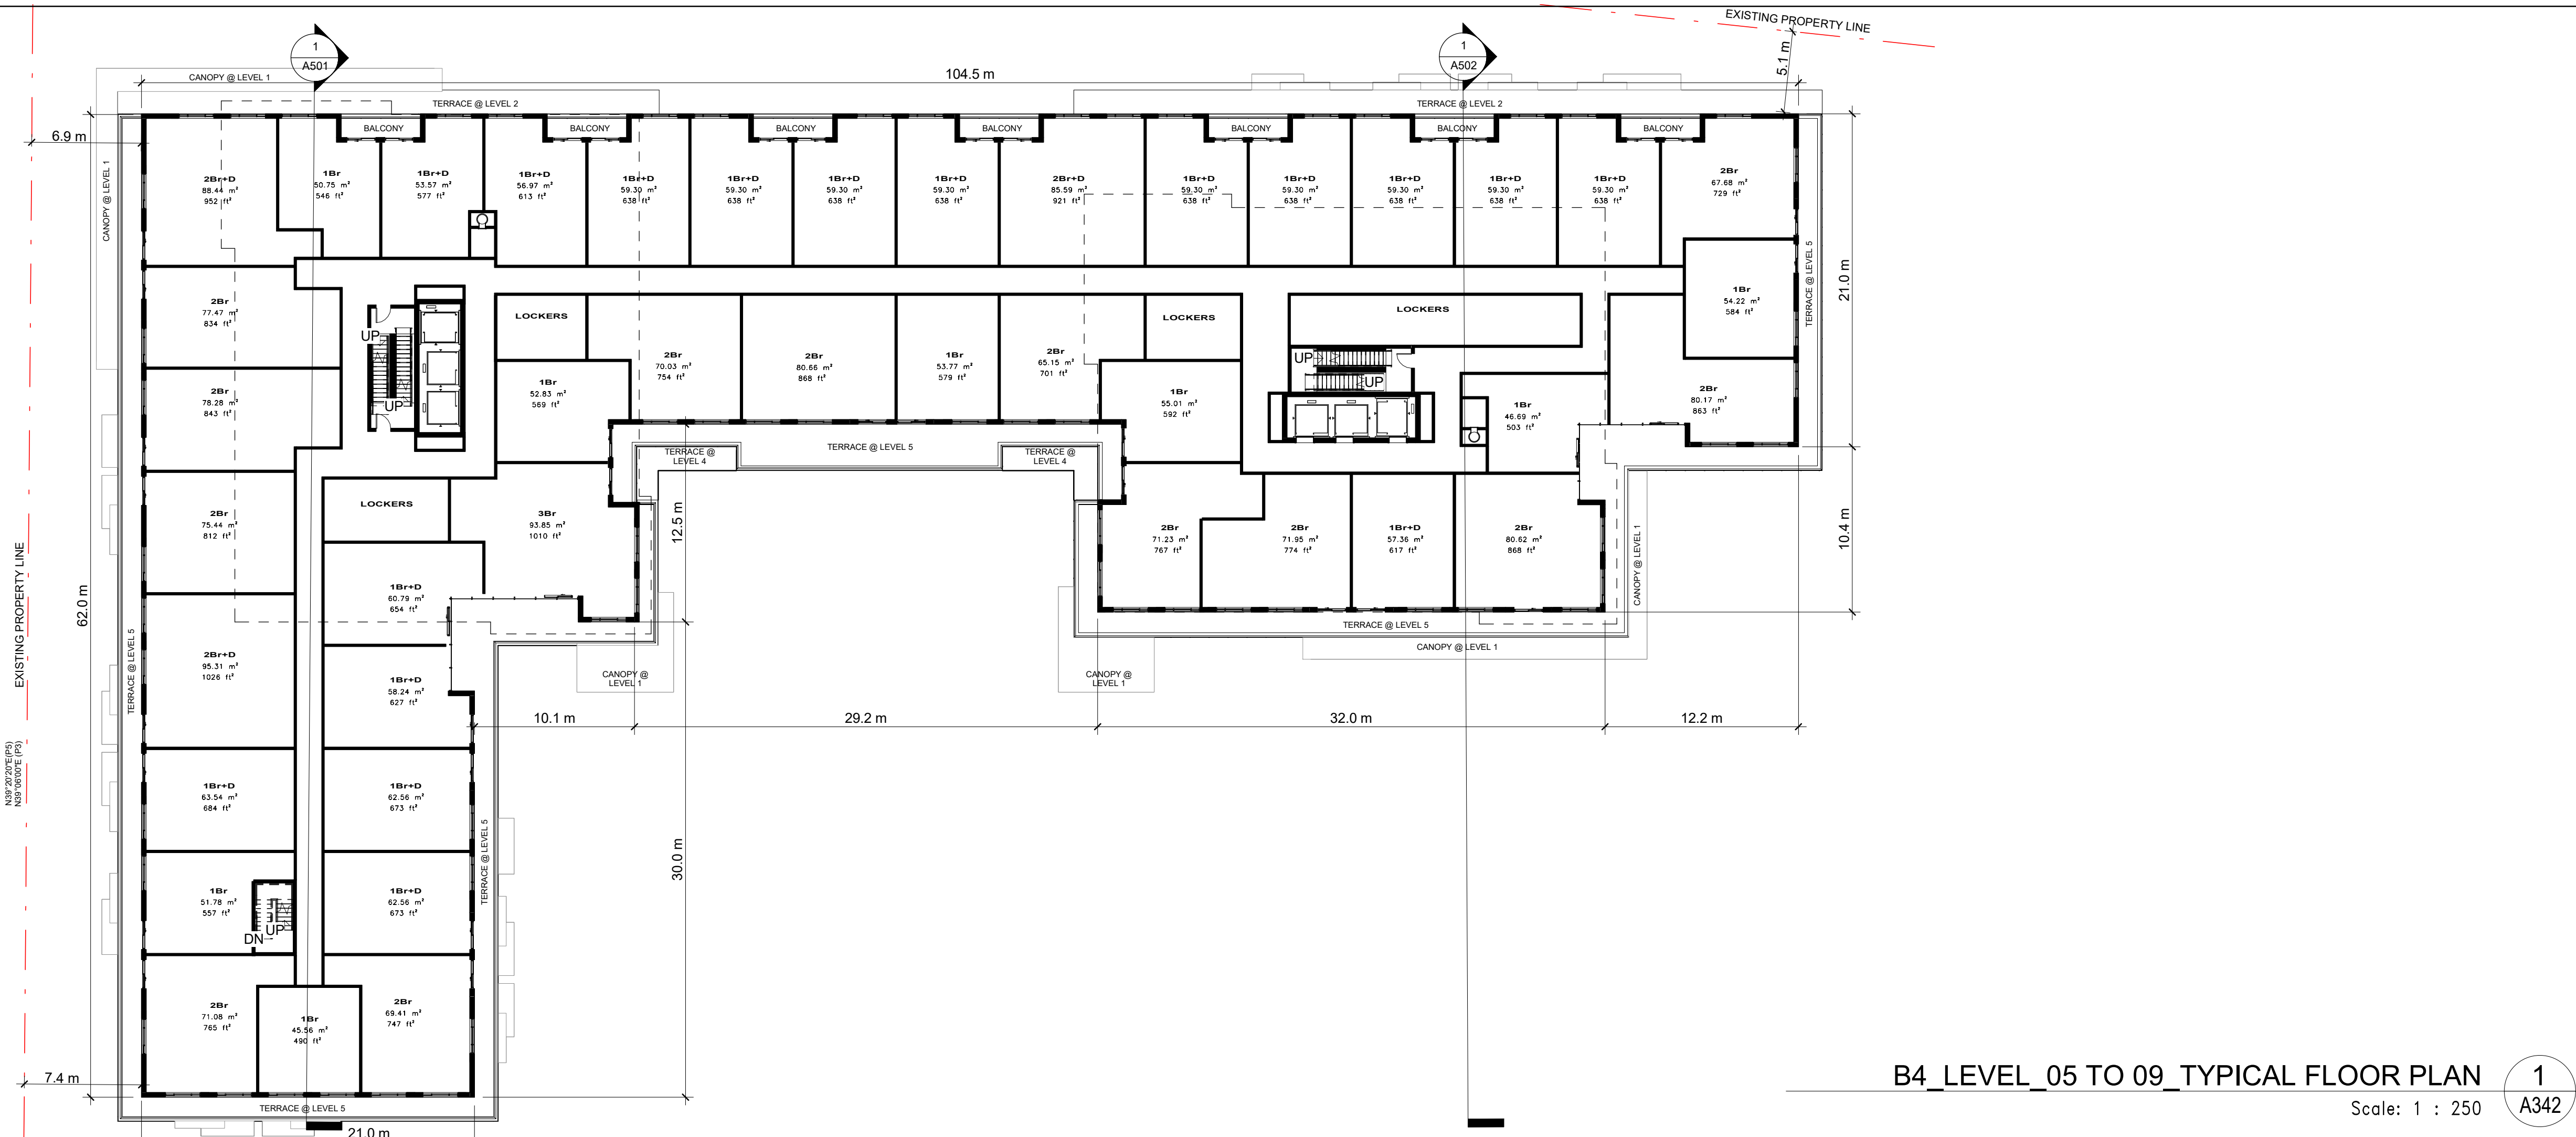 EXISTING PROPERTY LINE
5.1 m
1
A501
1
A502
CANOPY @ LEVEL 1
104.5 m
TERRACE @ LEVEL 2
TERRACE @ LEVEL 2
6.9 m
CANOPY @ LEVEL 1
BALCONY
BALCONY
BALCONY
BALCONY
BALCONY
BALCONY
BALCONY
2Br+D
88.44 m²
952 ft²
1Br
50.75 m²
546 ft²
1Br+D
53.57 m²
577 ft²
1Br+D
56.97 m²
613 ft²
1Br+D
59.30 m²
638 ft²
1Br+D
59.30 m²
638 ft²
1Br+D
59.30 m²
638 ft²
1Br+D
59.30 m²
638 ft²
2Br+D
85.59 m²
921 ft²
1Br+D
59.30 m²
638 ft²
1Br+D
59.30 m²
638 ft²
1Br+D
59.30 m²
638 ft²
1Br+D
59.30 m²
638 ft²
1Br+D
59.30 m²
638 ft²
2Br
67.68 m²
729 ft²
TERRACE @ LEVEL 5
21.0 m
2Br
77.47 m²
834 ft²
UP
UP
LOCKERS
2Br
70.03 m²
754 ft²
2Br
80.66 m²
868 ft²
1Br
53.77 m²
579 ft²
2Br
65.15 m²
701 ft²
LOCKERS
LOCKERS
1Br
54.22 m²
584 ft²
UP
UP
2Br
78.28 m²
843 ft²
1Br
52.83 m²
569 ft²
1Br
55.01 m²
592 ft²
1Br
46.69 m²
503 ft²
2Br
80.17 m²
863 ft²
TERRACE @
LEVEL 4
TERRACE @ LEVEL 5
TERRACE @
LEVEL 4
2Br
75.44 m²
812 ft²
LOCKERS
3Br
93.85 m²
1010 ft²
12.5 m
2Br
71.23 m²
767 ft²
2Br
71.95 m²
774 ft²
1Br+D
57.36 m²
617 ft²
2Br
80.62 m²
868 ft²
CANOPY @ LEVEL 1
10.4 m
EXISTING PROPERTY LINE
62.0 m
1Br+D
60.79 m²
654 ft²
TERRACE @ LEVEL 5
CANOPY @ LEVEL 1
TERRACE @ LEVEL 5
2Br+D
95.31 m²
1026 ft²
1Br+D
58.24 m²
627 ft²
CANOPY @
LEVEL 1
CANOPY @
LEVEL 1
10.1 m
29.2 m
32.0 m
12.2 m
N39°20'20"E(P5)
N39°06'00"E (P3)
1Br+D
63.54 m²
684 ft²
1Br+D
62.56 m²
673 ft²
TERRACE @ LEVEL 5
30.0 m
1Br
51.78 m²
557 ft²
1Br+D
62.56 m²
673 ft²
UP
DN
2Br
71.08 m²
765 ft²
1Br
45.56 m²
490 ft²
2Br
69.41 m²
747 ft²
7.4 m
TERRACE @ LEVEL 5
21.0 m
B4_LEVEL_05 TO 09_TYPICAL FLOOR PLAN
Scale: 1 : 250
1
A342